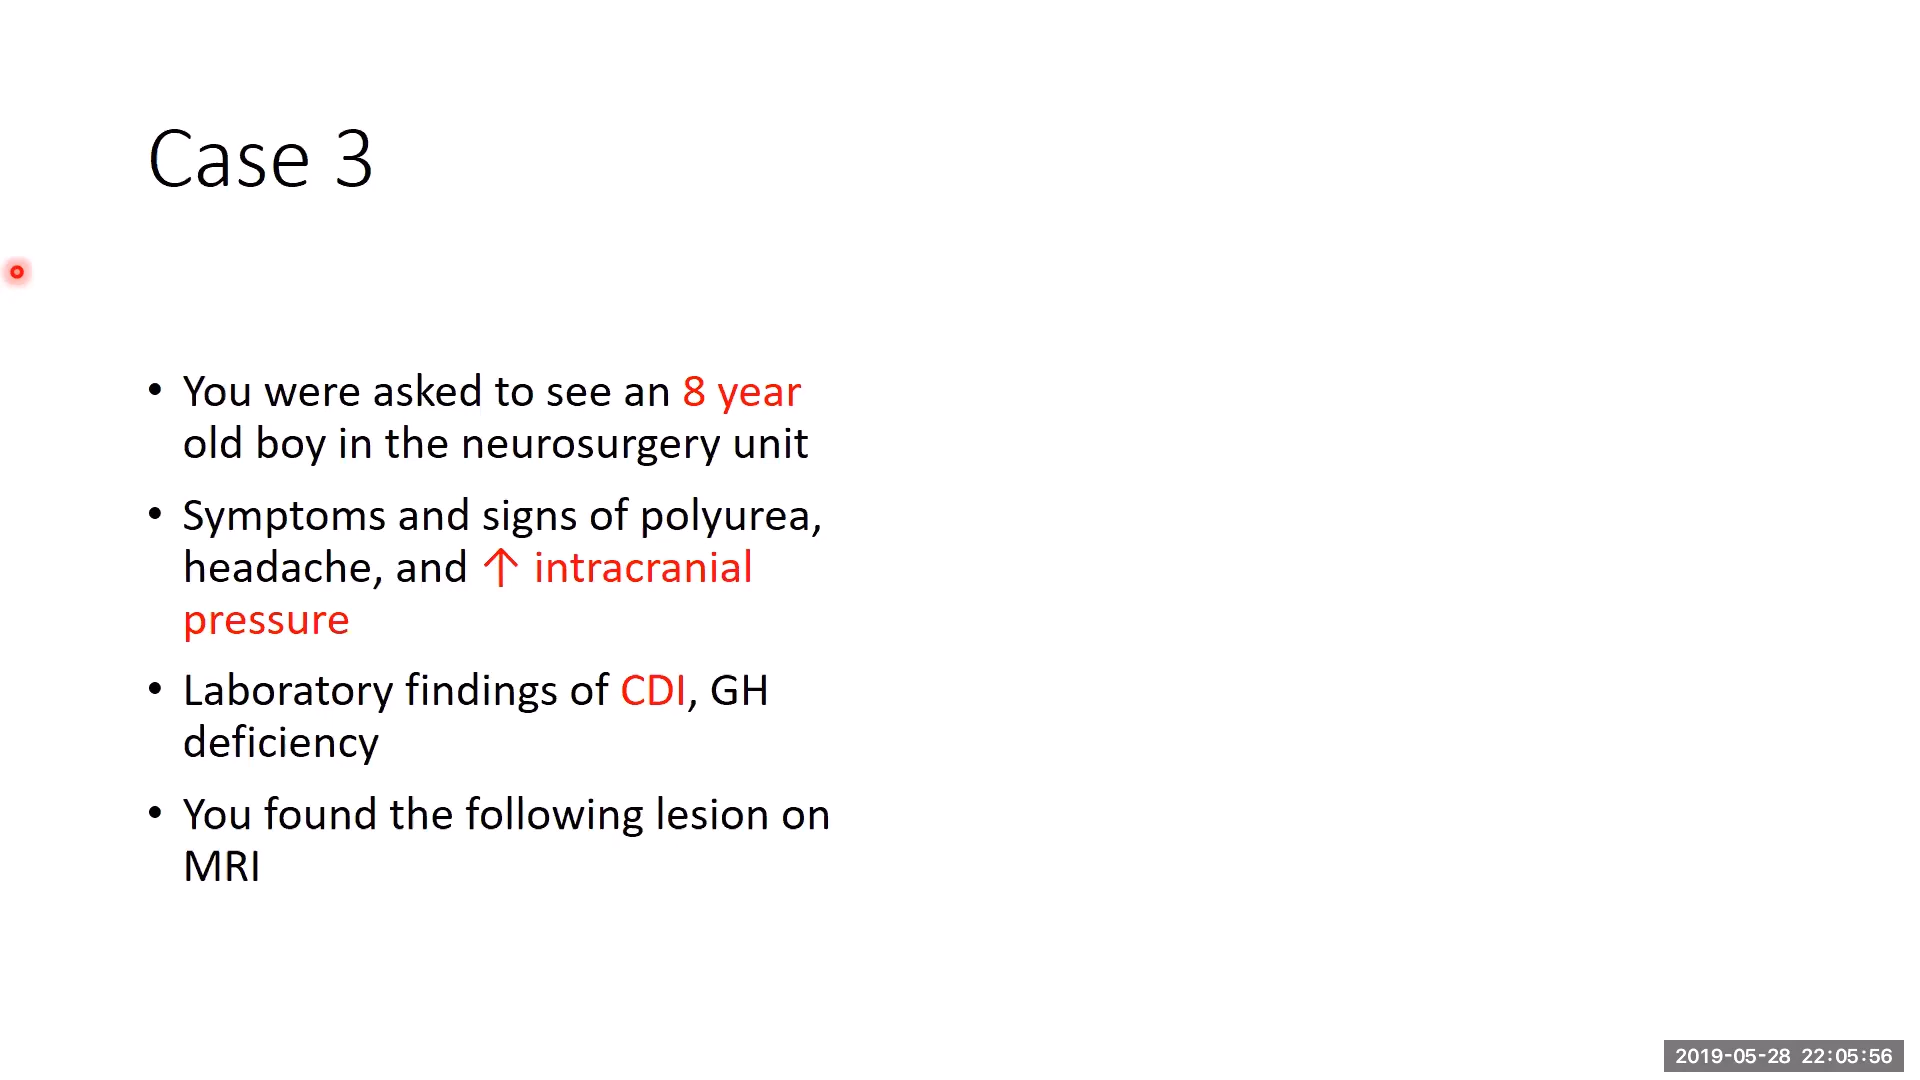 Case 3
• You were asked to see an 8 year
old boy in the neurosurgery unit
• Symptoms and signs of polyurea,
headache, and ↑ intracranial
pressure
• Laboratory findings of CDI, GH
deficiency
• You found the following lesion on
MRI
2019-05-28 22:05:56